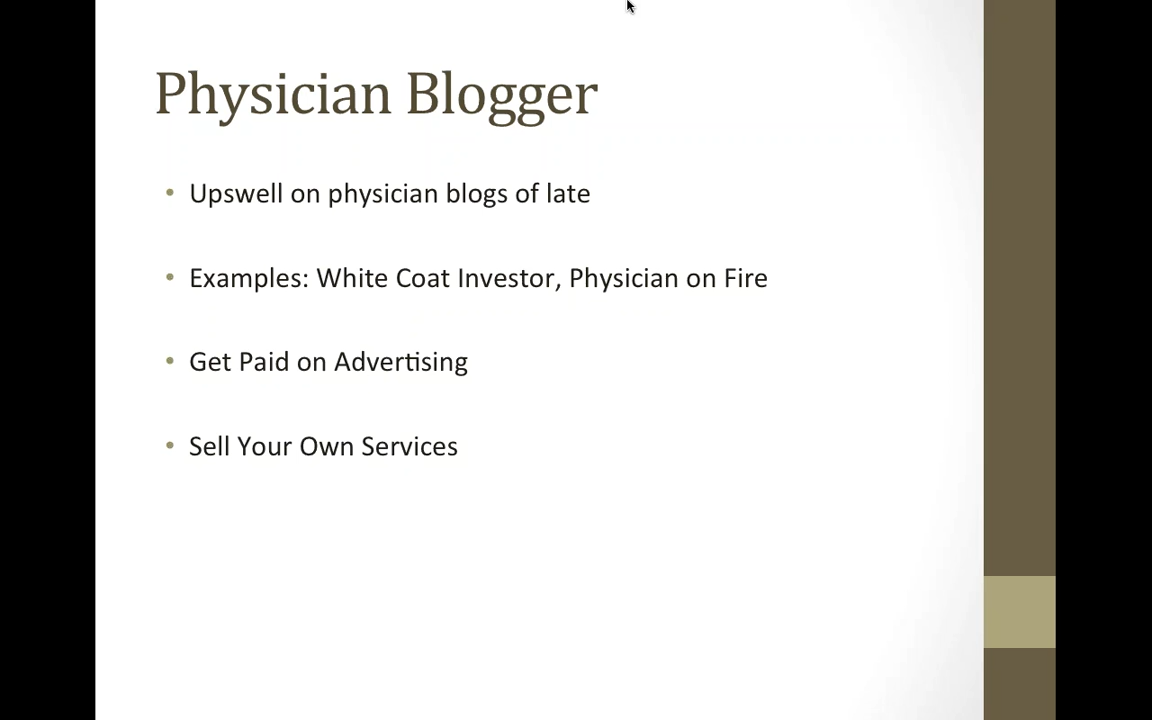 Physician Blogger
• Upswell on physician blogs of late
• Examples: White Coat Investor, Physician on Fire
• Get Paid on Advertising
• Sell Your Own Services